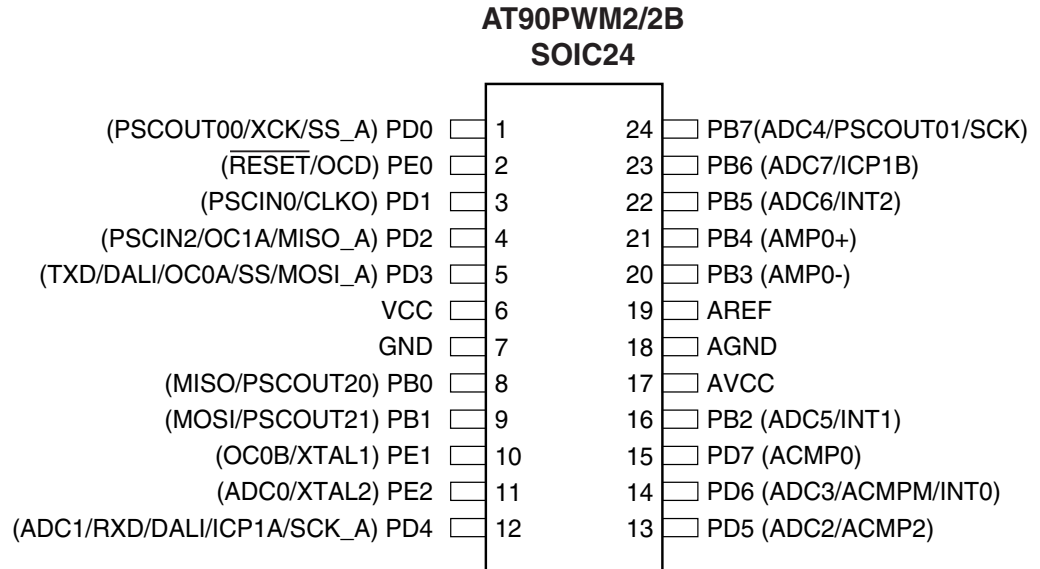 AT90PWM2/2B
SOIC24
(PSCOUT00/XCK/SS_A) PD0 1 24 PB7(ADC4/PSCOUT01/SCK)
(RESET/OCD) PE0 2 23 PB6 (ADC7/ICP1B)
(PSCIN0/CLKO) PD1 3 22 PB5 (ADC6/INT2)
(PSCIN2/OC1A/MISO_A) PD2 4 21 PB4 (AMP0+)
(TXD/DALI/OC0A/SS/MOSI_A) PD3 5 20 PB3 (AMP0-)
VCC 6 19 AREF
GND 7 18 AGND
(MISO/PSCOUT20) PB0 8 17 AVCC
(MOSI/PSCOUT21) PB1 9 16 PB2 (ADC5/INT1)
(OC0B/XTAL1) PE1 10 15 PD7 (ACMP0)
(ADC0/XTAL2) PE2 11 14 PD6 (ADC3/ACMPM/INT0)
(ADC1/RXD/DALI/ICP1A/SCK_A) PD4 12 13 PD5 (ADC2/ACMP2)